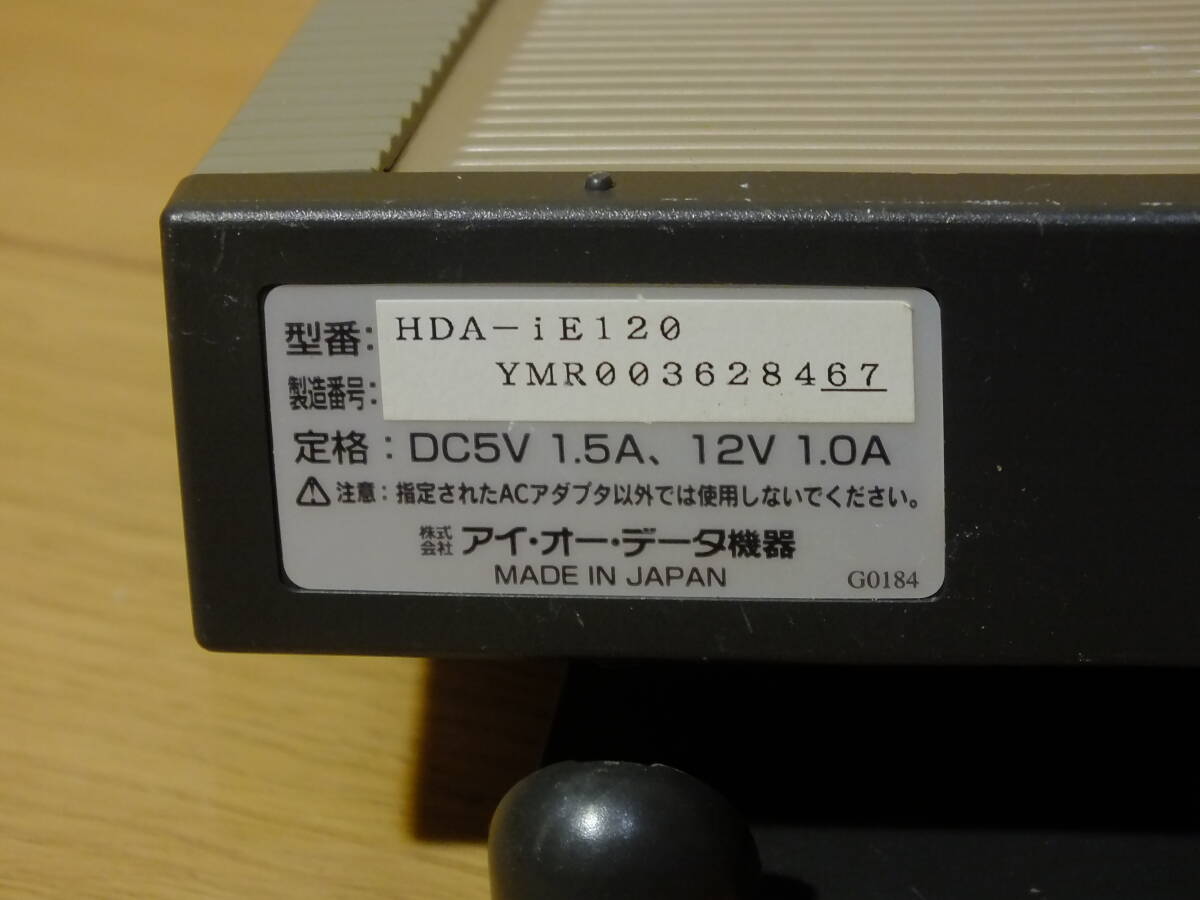 型番: HDA-iE120
製造番号: YMR00362846​7
定格：DC5V 1.5A、12V 1.0A
⚠注意：指定されたACアダプタ以外では使用しないでください。
株式会社 アイ・オー・データ機器
MADE IN JAPAN
G0184